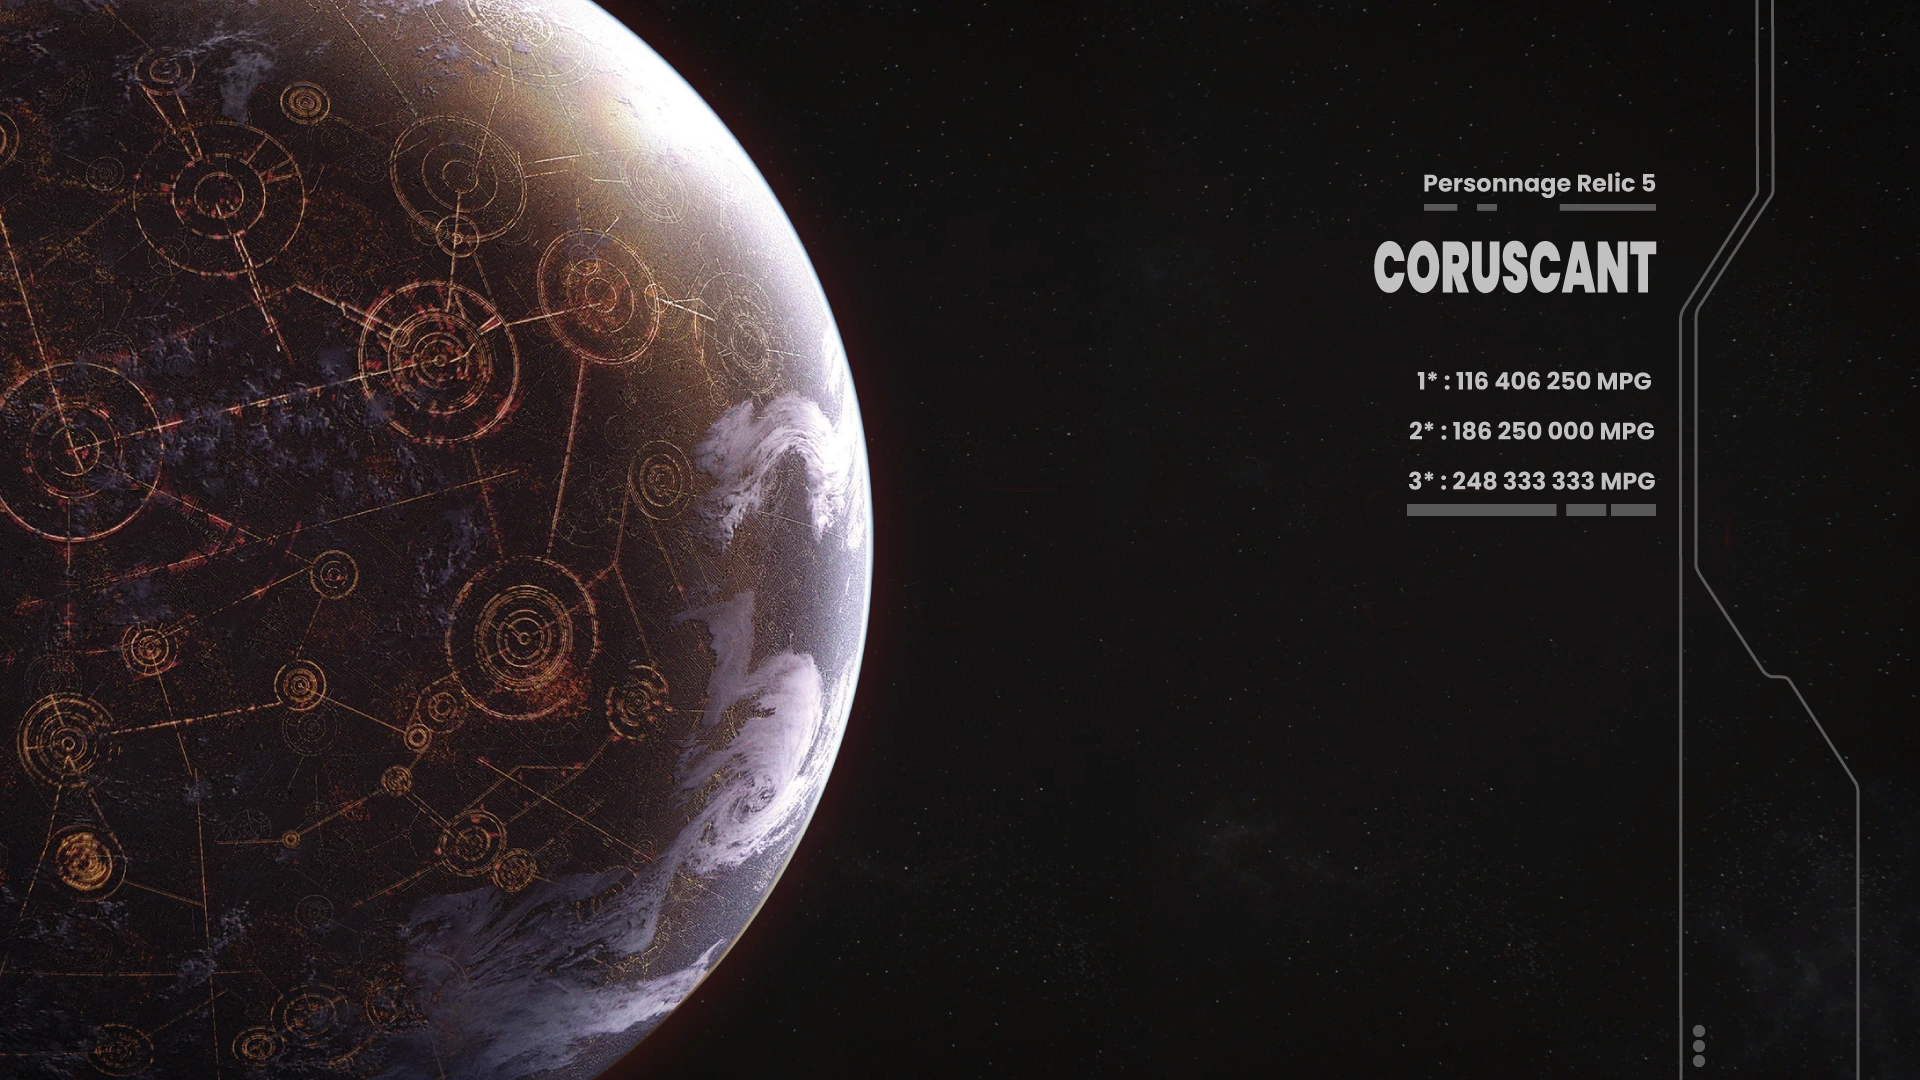 Personnage Relic 5
CORUSCANT
1* : 116 406 250 MPG
2* : 186 250 000 MPG
3* : 248 333 333 MPG